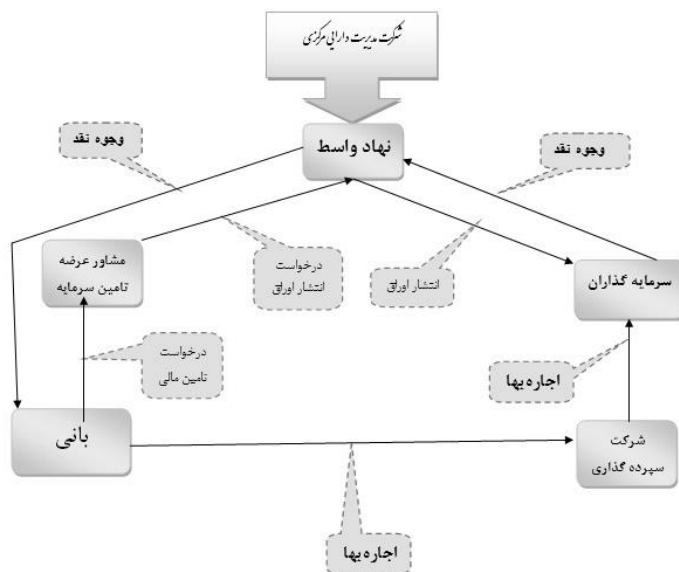 شرکت مدیریت دارایی مرکزی
نهاد واسط
وجوه نقد
وجوه نقد
مشاور عرضه
تامین سرمایه
درخواست
انتشار اوراق
انتشار اوراق
سرمایه گذاران
درخواست
تامین مالی
اجاره بها
بانی
شرکت
سپرده گذاری
اجاره بها